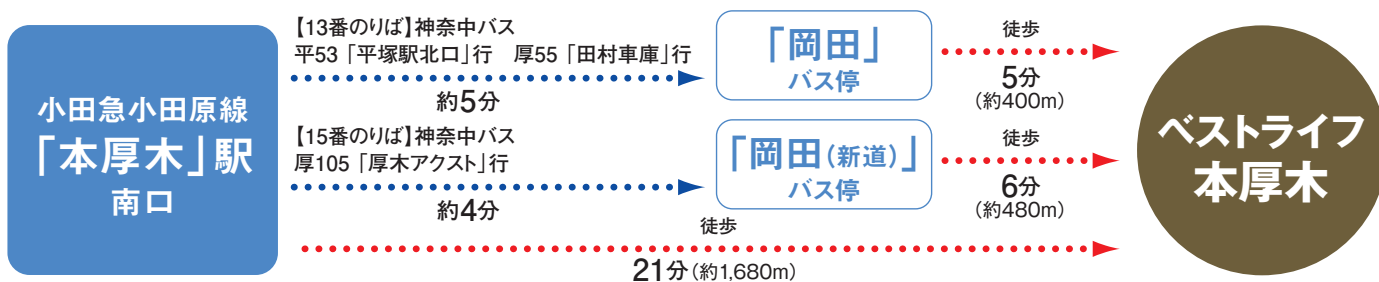 小田急小田原線
「本厚木」駅
南口
【13番のりば】神奈中バス
平53「平塚駅北口」行 厚55「田村車庫」行
約5分
「岡田」
バス停
徒歩
5分
(約400m)
【15番のりば】神奈中バス
厚105「厚木アクスト」行
約4分
「岡田(新道)」
バス停
徒歩
6分
(約480m)
徒歩
21分(約1,680m)
ベストライフ
本厚木